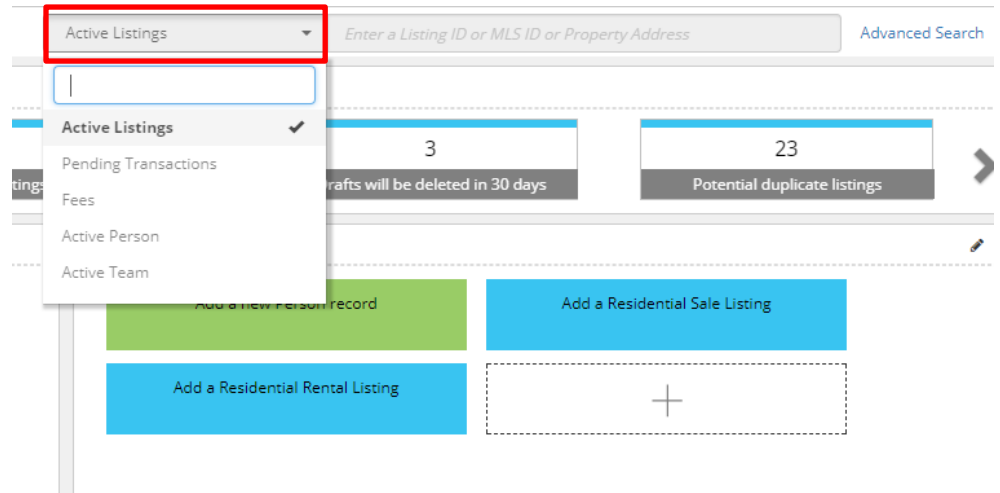 Active Listings
Enter a Listing ID or MLS ID or Property Address
Advanced Search
Active Listings
Pending Transactions
Fees
Active Person
Active Team
3
will be deleted in 30 days
23
Potential duplicate listings
Add a new Person record
Add a Residential Sale Listing
Add a Residential Rental Listing